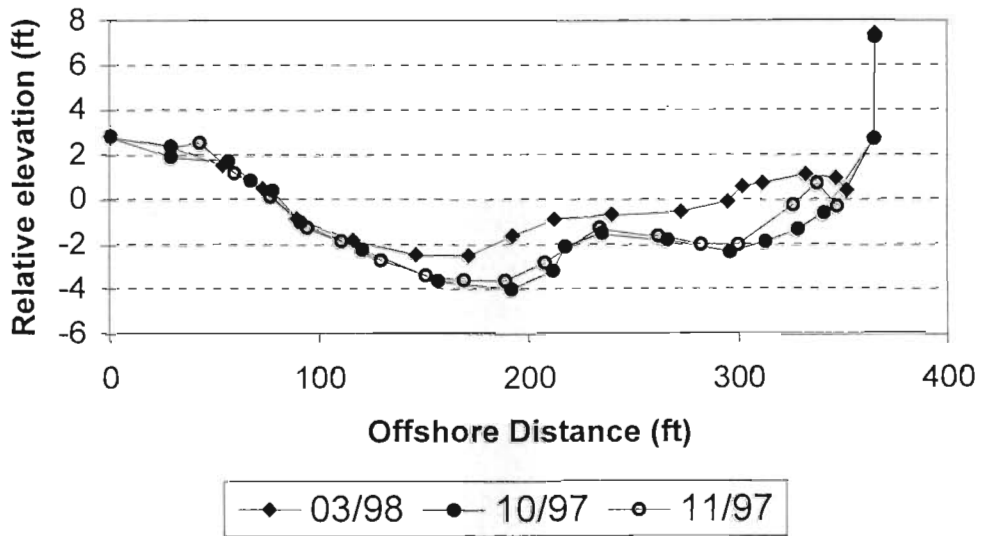 Relative elevation (ft)
8
6
4
2
0
-2
-4
-6
0 100 200 300 400
Offshore Distance (ft)
03/98 10/97 11/97